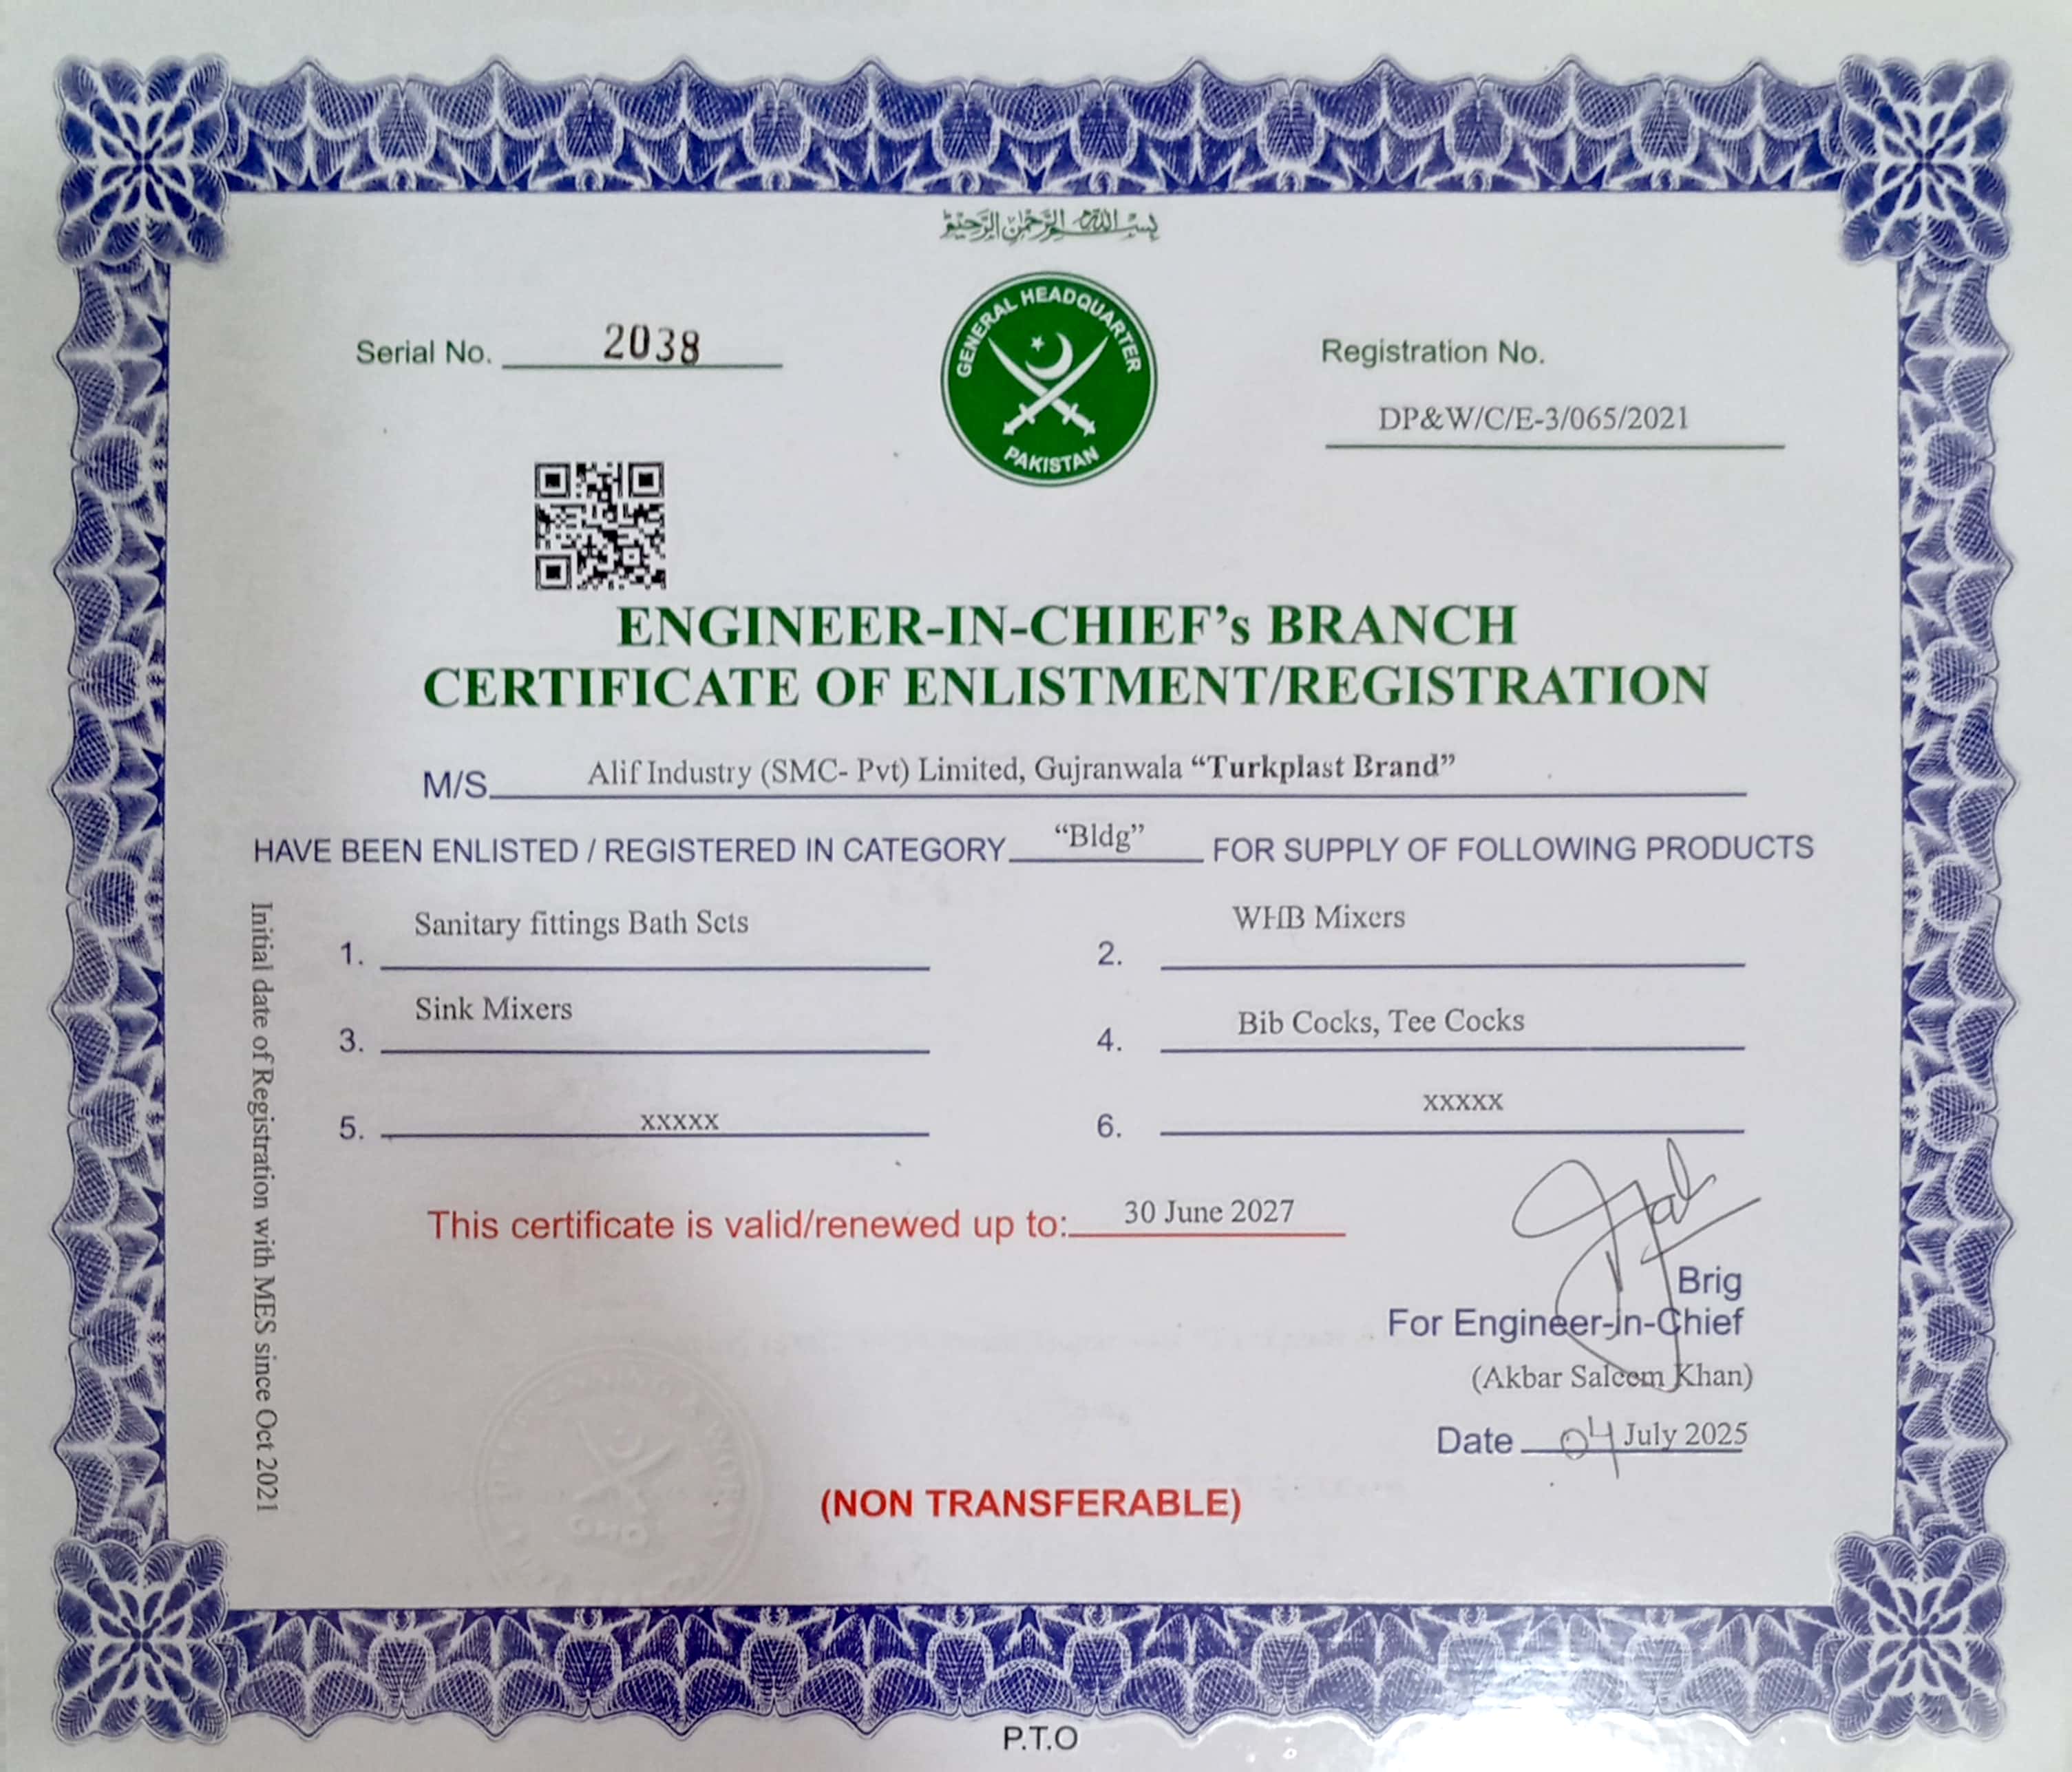 بسم الله الرحمن الرحيم
GENERAL HEADQUARTER
PAKISTAN
Serial No. 2038
Registration No.
DP&W/C/E-3/065/2021
ENGINEER-IN-CHIEF's BRANCH
CERTIFICATE OF ENLISTMENT/REGISTRATION
M/S Alif Industry (SMC- Pvt) Limited, Gujranwala “Turkplast Brand”
HAVE BEEN ENLISTED / REGISTERED IN CATEGORY “Bldg” FOR SUPPLY OF FOLLOWING PRODUCTS
1. Sanitary fittings Bath Sets
2. WHB Mixers
3. Sink Mixers
4. Bib Cocks, Tee Cocks
5. xxxxx
6. xxxxx
This certificate is valid/renewed up to: 30 June 2027
Brig
For Engineer-in-Chief
(Akbar Saleem Khan)
Date 04 July 2025
(NON TRANSFERABLE)
Initial date of Registration with MES since Oct 2021
GHQ
P.T.O